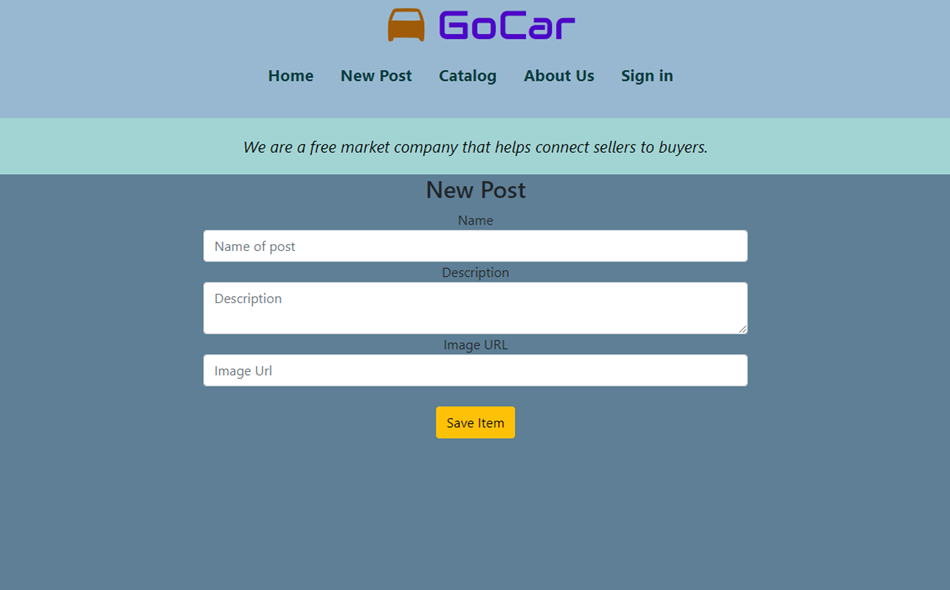 GoCar
Home New Post Catalog About Us Sign in
We are a free market company that helps connect sellers to buyers.
New Post
Name
Name of post
Description
Description
Image URL
Image Url
Save Item